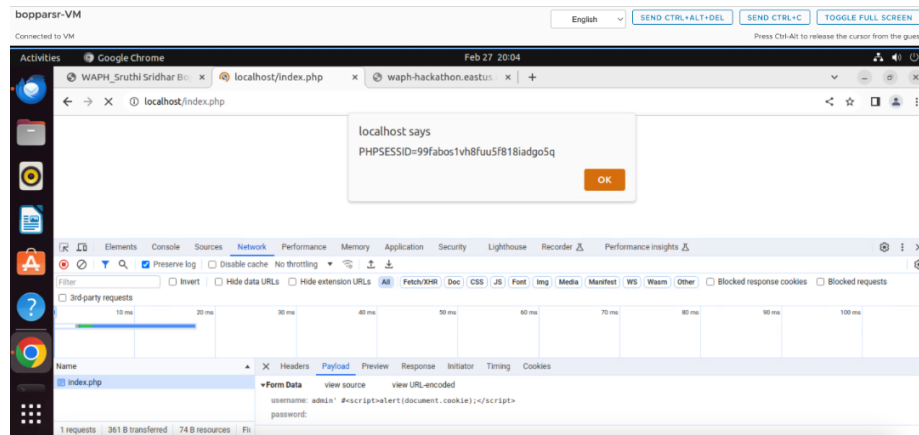 bopparsr-VM
English
SEND CTRL+ALT+DEL
SEND CTRL+C
TOGGLE FULL SCREEN
Connected to VM
Press Ctrl-Alt to release the cursor from the gues
Activities Google Chrome Feb 27 20:04
WAPH_Sruthi Sridhar Bo × localhost/index.php × waph-hackathon.eastus. × +
localhost/index.php
localhost says
PHPSESSID=99fabos1vh8fuu5f818iadgo5q
OK
Elements Console Sources Network Performance Memory Application Security Lighthouse Recorder Performance insights
Preserve log Disable cache No throttling
Filter Invert Hide data URLs Hide extension URLs All Fetch/XHR Doc CSS JS Font Img Media Manifest WS Wasm Other Blocked response cookies Blocked requests
3rd-party requests
10 ms 20 ms 30 ms 40 ms 50 ms 60 ms 70 ms 80 ms 90 ms 100 ms
Name × Headers Payload Preview Response Initiator Timing Cookies
index.php
▾Form Data view source view URL-encoded
username: admin' #<script>alert(document.cookie);</script>
password:
1 requests 361 B transferred 74 B resources Fi